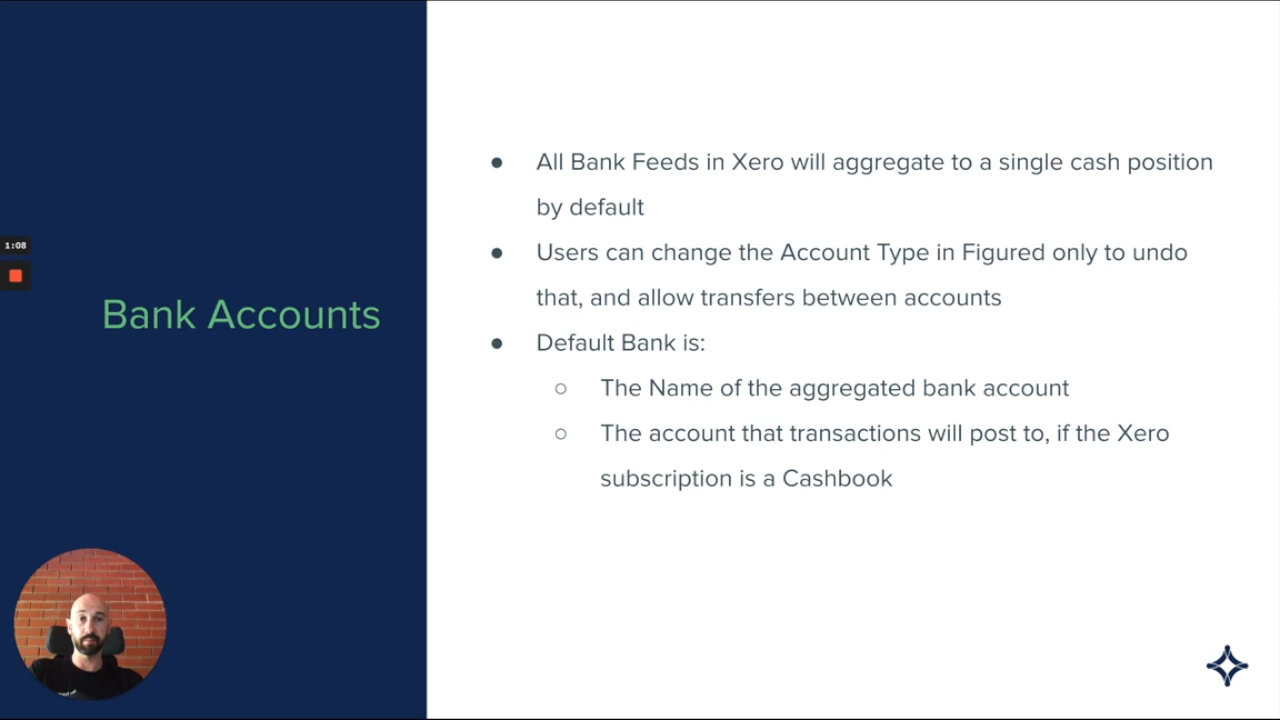 1:08
Bank Accounts
● All Bank Feeds in Xero will aggregate to a single cash position
by default
● Users can change the Account Type in Figured only to undo
that, and allow transfers between accounts
● Default Bank is:
○ The Name of the aggregated bank account
○ The account that transactions will post to, if the Xero
subscription is a Cashbook